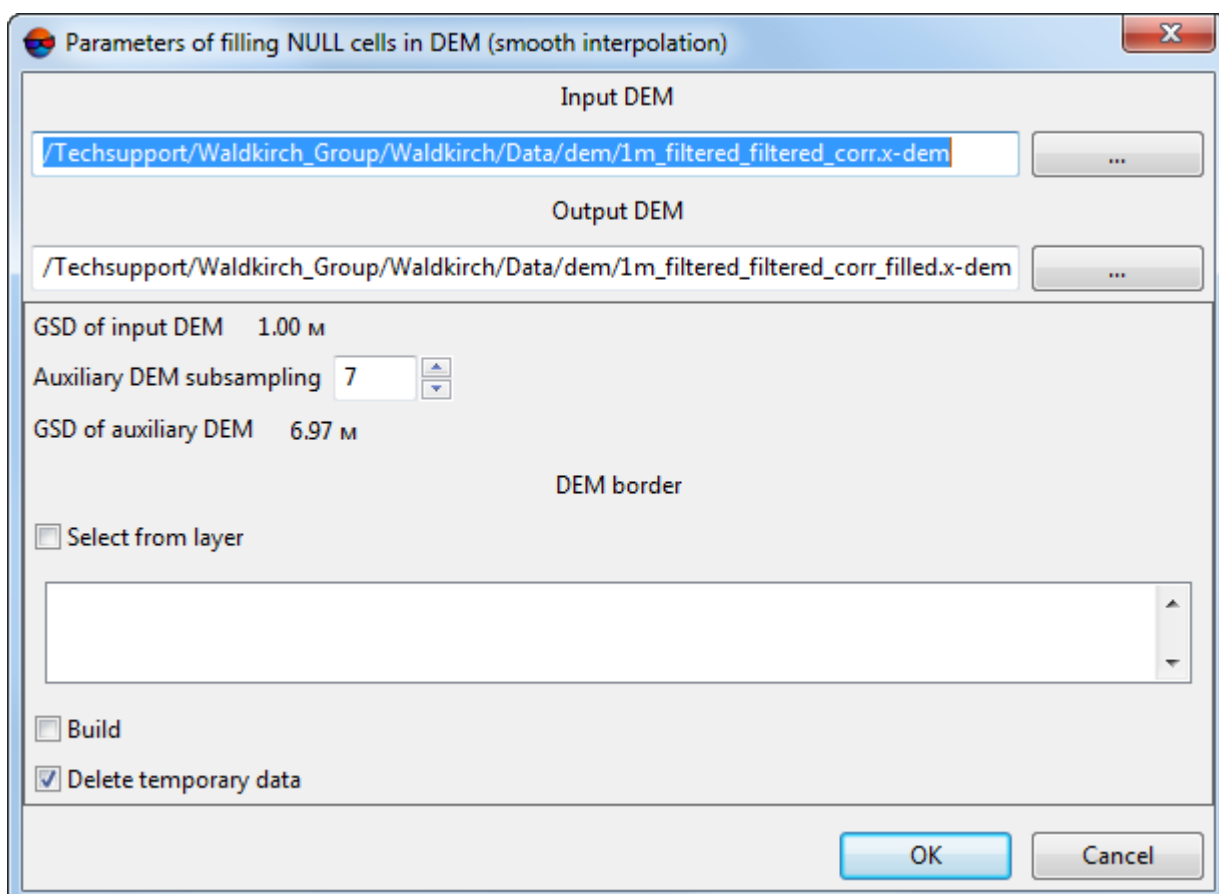 Parameters of filling NULL cells in DEM (smooth interpolation)
Input DEM
/Techsupport/Waldkirch_Group/Waldkirch/Data/dem/1m_filtered_filtered_corr.x-dem
...
Output DEM
/Techsupport/Waldkirch_Group/Waldkirch/Data/dem/1m_filtered_filtered_corr_filled.x-dem
...
GSD of input DEM 1.00 м
Auxiliary DEM subsampling 7
GSD of auxiliary DEM 6.97 м
DEM border
Select from layer
Build
Delete temporary data
OK Cancel